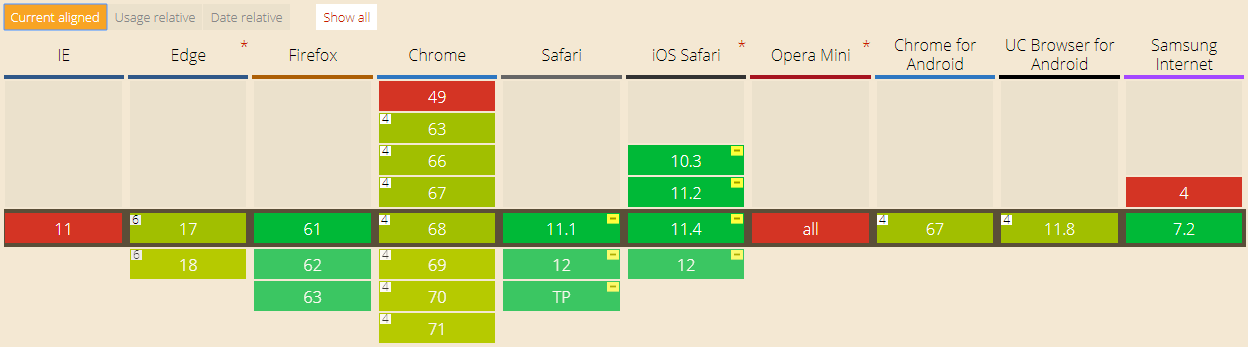 Current aligned Usage relative Date relative Show all
IE Edge * Firefox Chrome Safari iOS Safari * Opera Mini * Chrome for Android UC Browser for Android Samsung Internet
49
4 63
4 66 10.3 -
4 67 11.2 - 4
11 6 17 61 4 68 11.1 - 11.4 - all 4 67 4 11.8 7.2
6 18 62 4 69 12 - 12 -
63 4 70 TP -
4 71